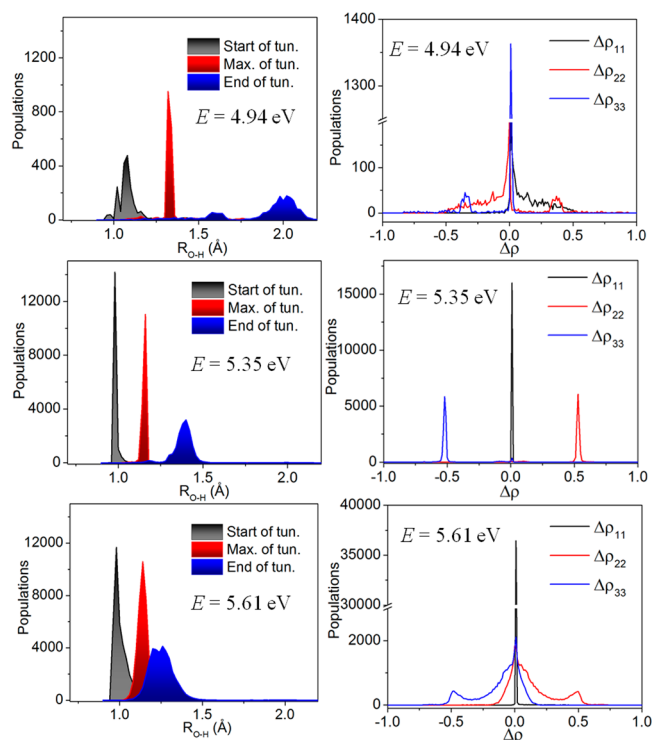 1200
800
400
0
Populations
1.0
1.5
2.0
R_O-H (Å)
Start of tun.
Max. of tun.
End of tun.
E = 4.94 eV
1400
1300
100
0
Populations
-1.0
-0.5
0.0
0.5
1.0
Δρ
E = 4.94 eV
Δρ₁₁
Δρ₂₂
Δρ₃₃
12000
8000
4000
0
Populations
1.0
1.5
2.0
R_O-H (Å)
Start of tun.
Max. of tun.
End of tun.
E = 5.35 eV
15000
10000
5000
0
Populations
-1.0
-0.5
0.0
0.5
1.0
Δρ
E = 5.35 eV
Δρ₁₁
Δρ₂₂
Δρ₃₃
12000
8000
4000
0
Populations
1.0
1.5
2.0
R_O-H (Å)
Start of tun.
Max. of tun.
End of tun.
E = 5.61 eV
40000
35000
30000
2000
0
Populations
-1.0
-0.5
0.0
0.5
1.0
Δρ
E = 5.61 eV
Δρ₁₁
Δρ₂₂
Δρ₃₃